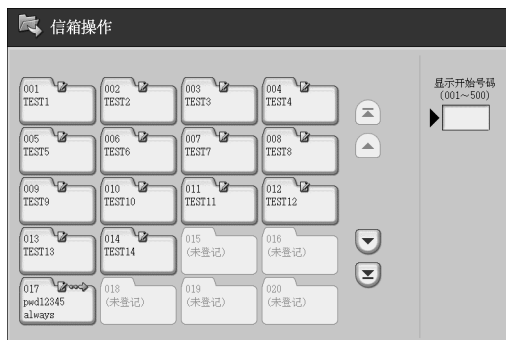 信箱操作
显示开始号码
(001～500)
001
TEST1
002
TEST2
003
TEST3
004
TEST4
005
TEST5
006
TEST6
007
TEST7
008
TEST8
009
TEST9
010
TEST10
011
TEST11
012
TEST12
013
TEST13
014
TEST14
015
(未登记)
016
(未登记)
017
pwd12345
always
018
(未登记)
019
(未登记)
020
(未登记)